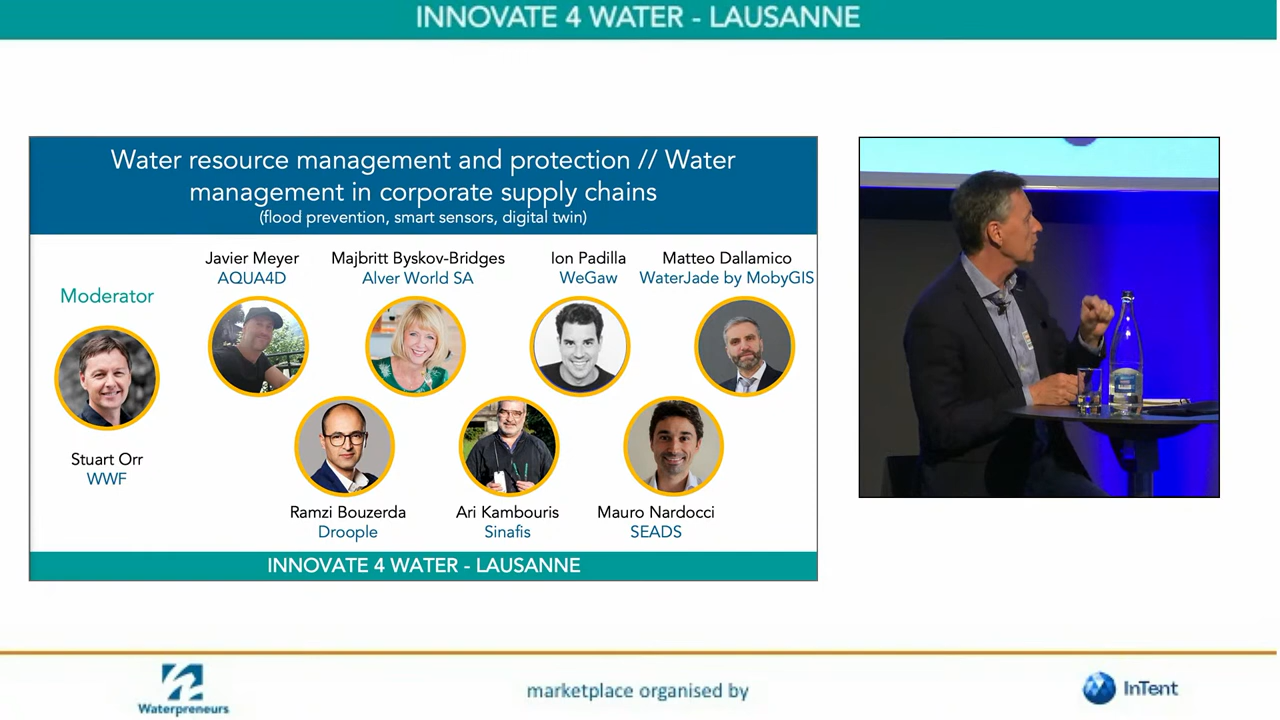 INNOVATE 4 WATER - LAUSANNE
Water resource management and protection // Water
management in corporate supply chains
(flood prevention, smart sensors, digital twin)
Moderator
Stuart Orr
WWF
Javier Meyer
AQUA4D
Majbritt Byskov-Bridges
Alver World SA
Ion Padilla
WeGaw
Matteo Dallamico
WaterJade by MobyGIS
Ramzi Bouzerda
Droople
Ari Kambouris
Sinafis
Mauro Nardocci
SEADS
INNOVATE 4 WATER - LAUSANNE
Waterpreneurs
marketplace organised by
InTent